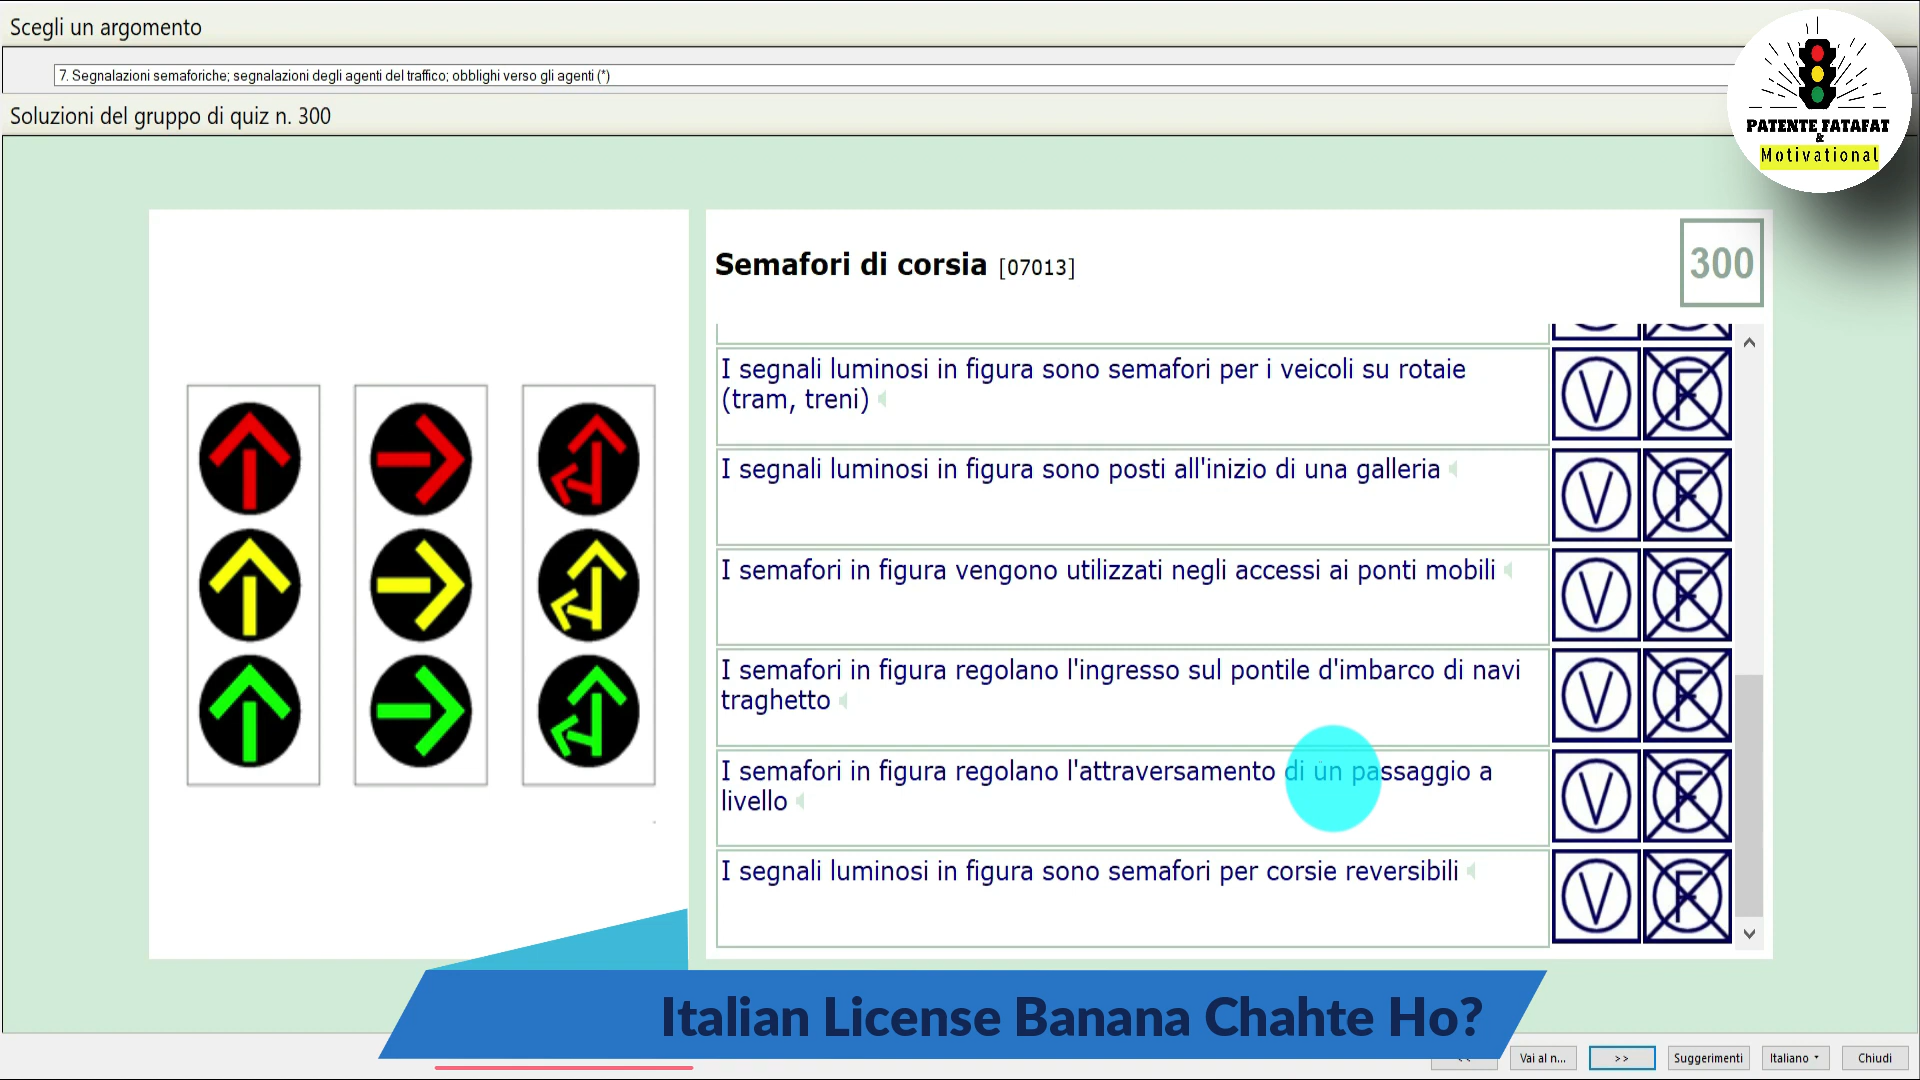 Scegli un argomento
7. Segnalazioni semaforiche; segnalazioni degli agenti del traffico; obblighi verso gli agenti (*)
Soluzioni del gruppo di quiz n. 300
PATENTE FATAFAT
&
Motivational
Semafori di corsia [07013]
300
I segnali luminosi in figura sono semafori per i veicoli su rotaie
(tram, treni)
V F
I segnali luminosi in figura sono posti all'inizio di una galleria
V F
I semafori in figura vengono utilizzati negli accessi ai ponti mobili
V F
I semafori in figura regolano l'ingresso sul pontile d'imbarco di navi
traghetto
V F
I semafori in figura regolano l'attraversamento di un passaggio a
livello
V F
I segnali luminosi in figura sono semafori per corsie reversibili
V F
Italian License Banana Chahte Ho?
Vai al n... >> Suggerimenti Italiano Chiudi